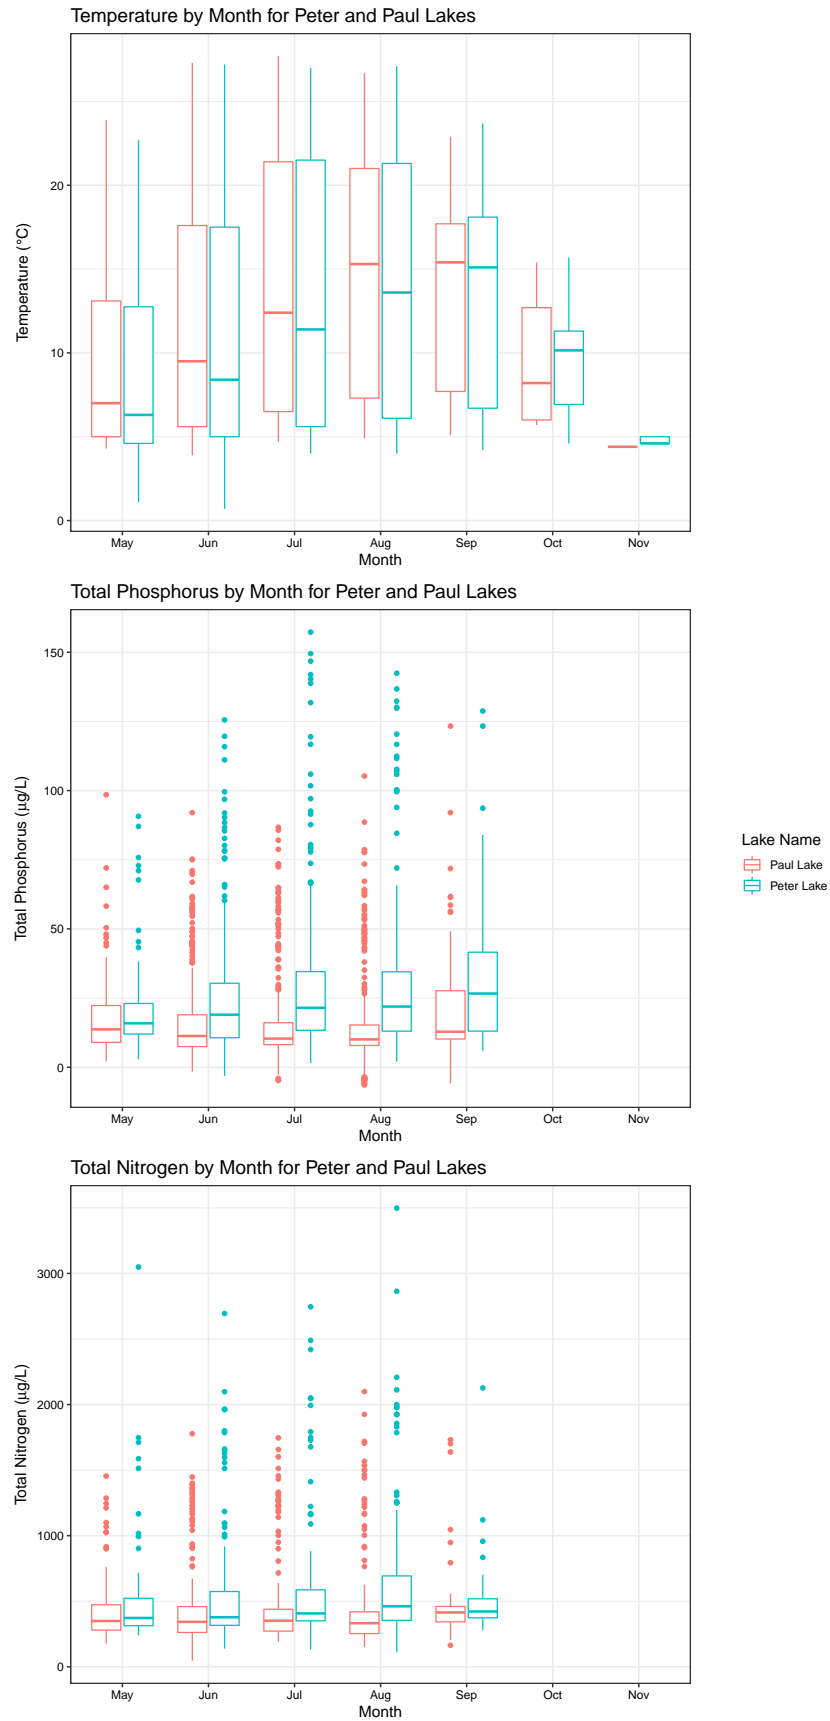 Temperature by Month for Peter and Paul Lakes
20
10
0
Temperature (°C)
May Jun Jul Aug Sep Oct Nov
Month
Total Phosphorus by Month for Peter and Paul Lakes
150
100
50
0
Total Phosphorus (μg/L)
May Jun Jul Aug Sep Oct Nov
Month
Lake Name
Paul Lake
Peter Lake
Total Nitrogen by Month for Peter and Paul Lakes
3000
2000
1000
0
Total Nitrogen (μg/L)
May Jun Jul Aug Sep Oct Nov
Month